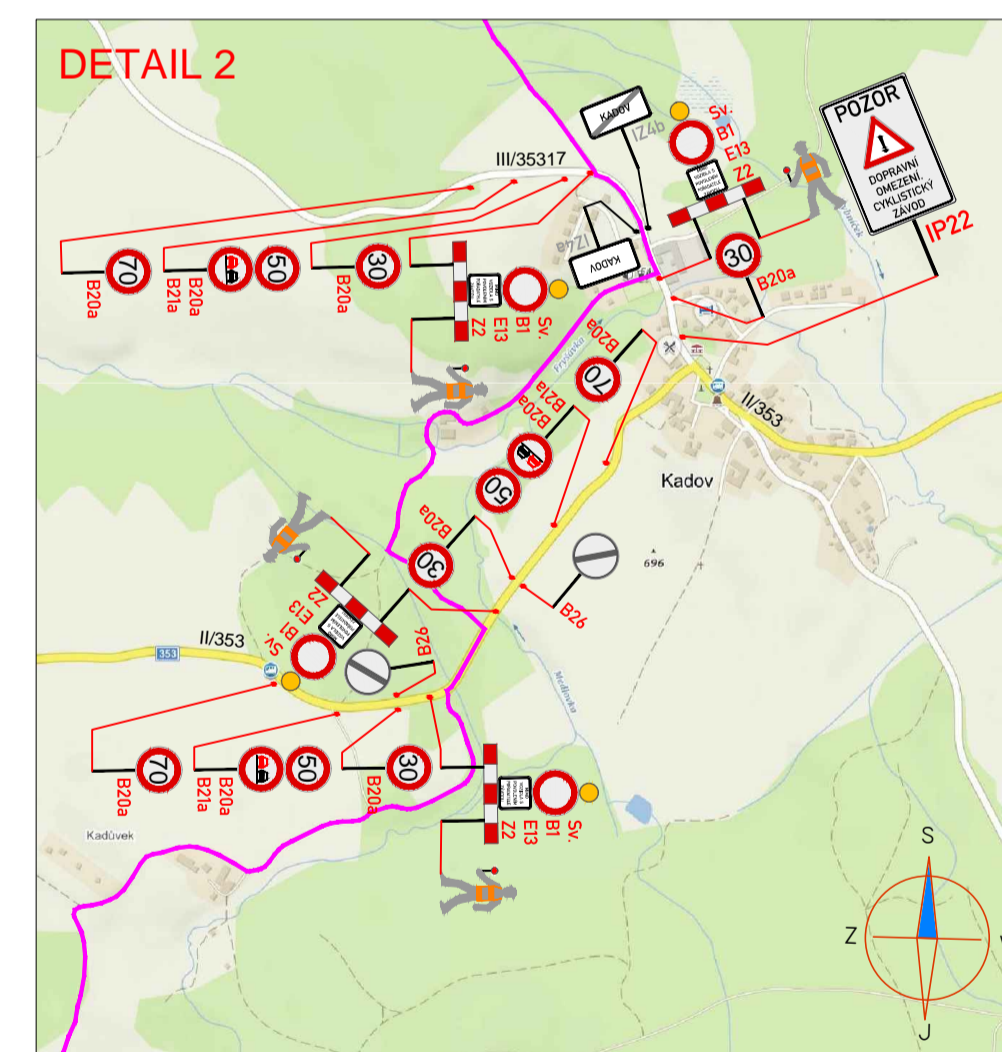 DETAIL 2
POZOR
DOPRAVNÍ
OMEZENÍ.
CYKLISTICKÝ
ZÁVOD
IP22
KADOV
IZ4b
Sv.
B1
E13
Z2
III/35317
IZ4a
KADOV
30
B20a
70
B20a
B21a
B20a
50
30
B20a
Z2
E13
B1
Sv.
B20a
70
B21a
B20a
50
B20a
30
II/353
Kadov
696
B26
Medlovka
Z2
E13
B1
Sv.
II/353
353
B26
70
B20a
B21a
B20a
50
30
B20a
Z2
E13
B1
Sv.
Kadůvek
S
Z
J